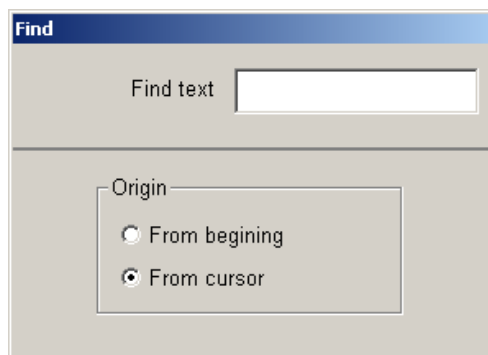 Find
Find text
Origin
From begining
From cursor